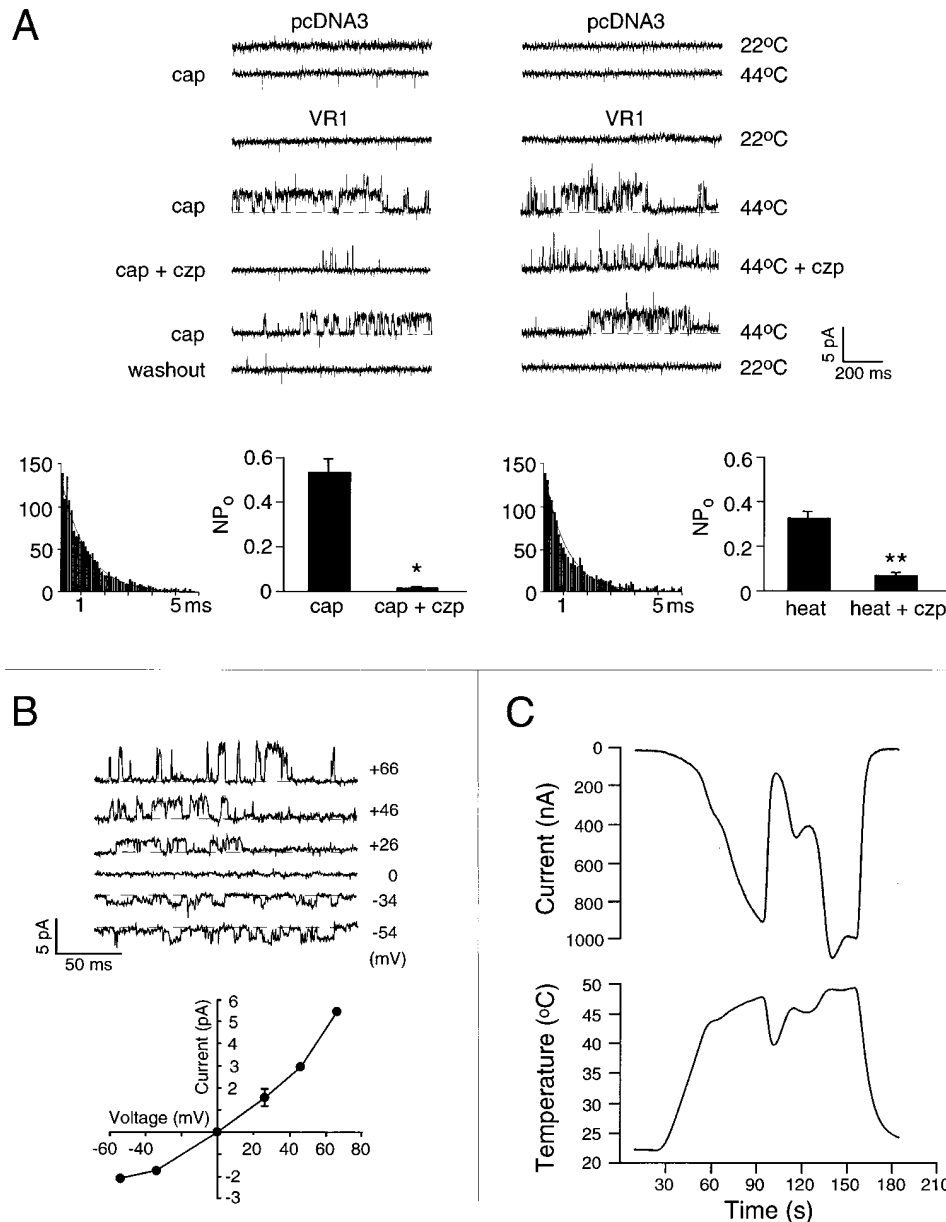 A
pcDNA3
22ºC
cap
44ºC
VR1
VR1
22ºC
cap
44ºC
cap + czp
44ºC + czp
cap
44ºC
washout
22ºC
5 pA
200 ms
150
100
50
0
1
5 ms
NPo
0.6
0.4
0.2
0
*
cap
cap + czp
150
100
50
0
1
5 ms
NPo
0.6
0.4
0.2
0
**
heat
heat + czp
B
+66
+46
+26
0
-34
-54
(mV)
5 pA
50 ms
Current (pA)
6
5
4
3
2
1
-2
-3
Voltage (mV)
-60
-40
0
20
40
60
80
C
Current (nA)
0
200
400
600
800
1000
Temperature (ºC)
50
45
40
35
30
25
20
30
60
90
120
150
180
210
Time (s)